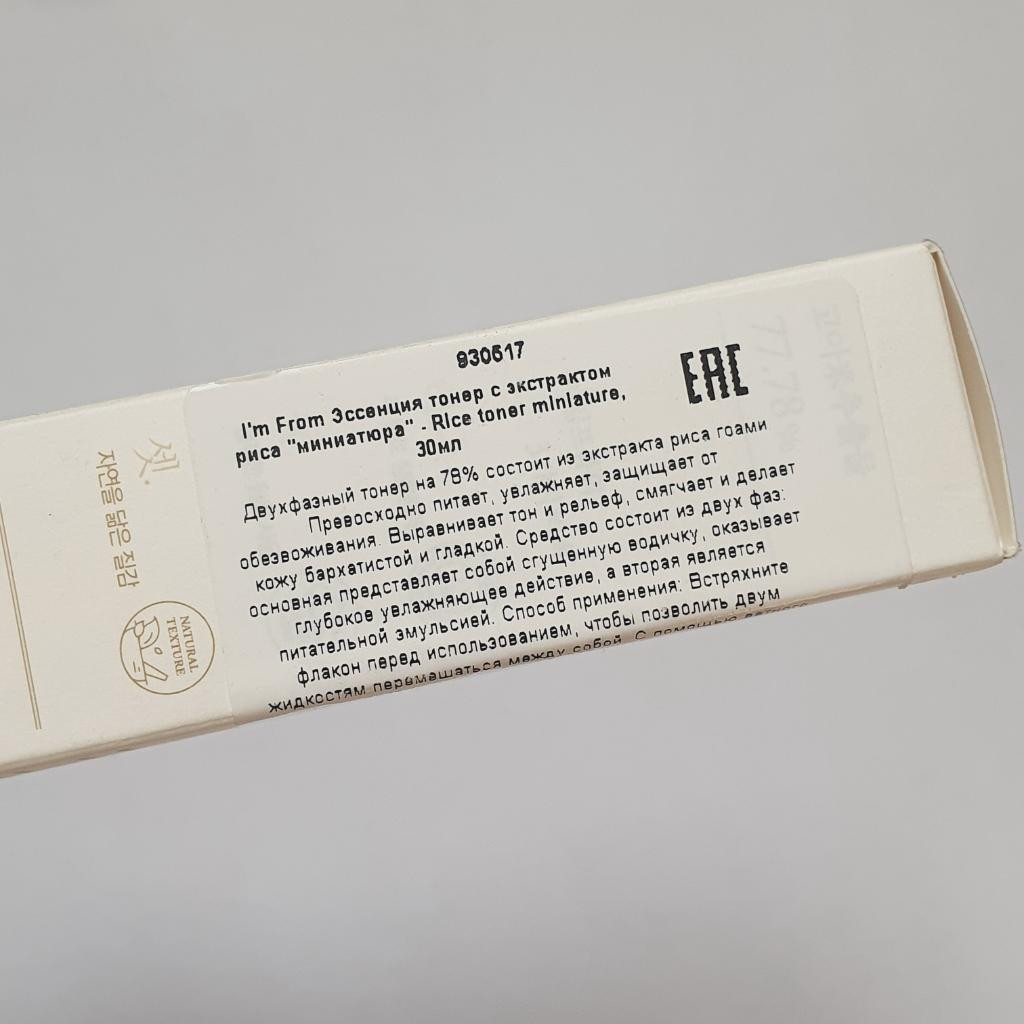 930617
EAC
I'm From Эссенция тонер с экстрактом
риса "миниатюра" - Rice toner miniature,
30мл
Двухфазный тонер на 78% состоит из экстракта риса гоами
Превосходно питает, увлажняет, защищает от
обезвоживания. Выравнивает тон и рельеф, смягчает и делает
кожу бархатистой и гладкой. Средство состоит из двух фаз:
основная представляет собой сгущенную водичку, оказывает
глубокое увлажняющее действие, а вторая является
питательной эмульсией. Способ применения: Встряхните
флакон перед использованием, чтобы позволить двум
жидкостям перемешаться между собой. С помощью ватного
셋.
자연을 닮은 질감
NATURAL
TEXTURE
77.78%